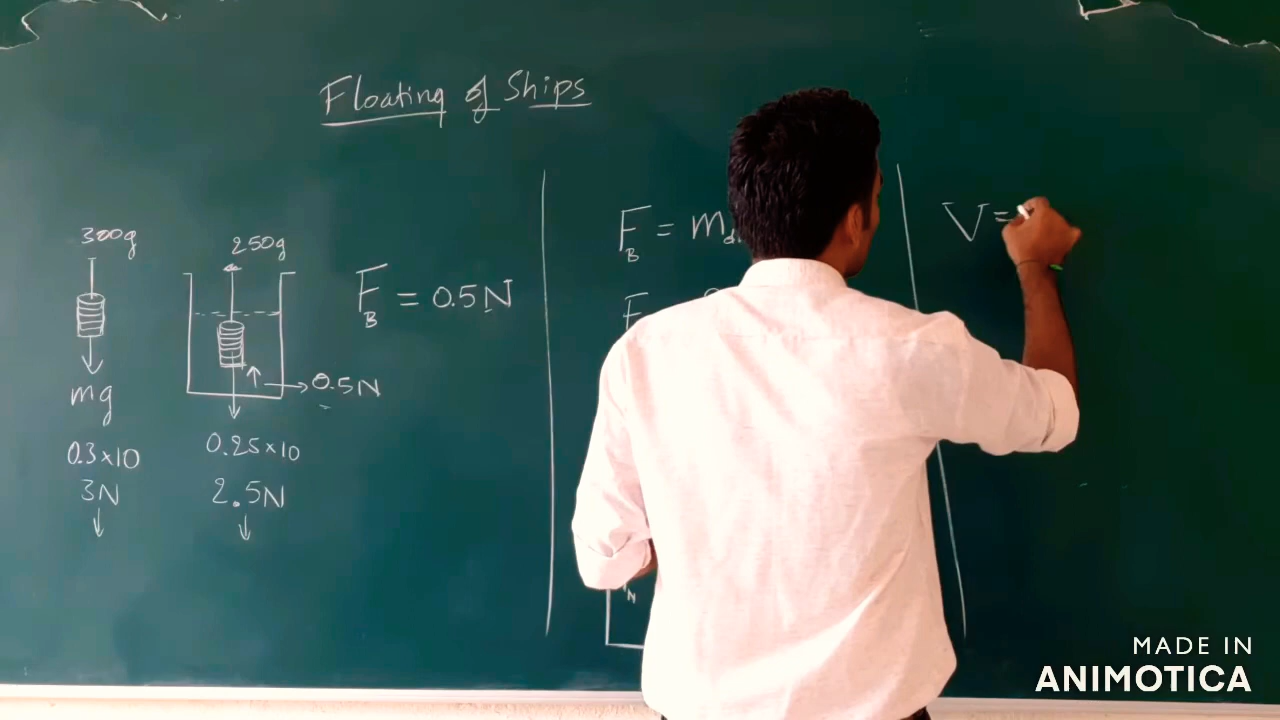 Floating of Ships
300g
mg
0.3×10
3N
250g
F_B = 0.5N
0.5N
0.25×10
2.5N
F_B = m
F
N
V=
MADE IN
ANIMOTICA